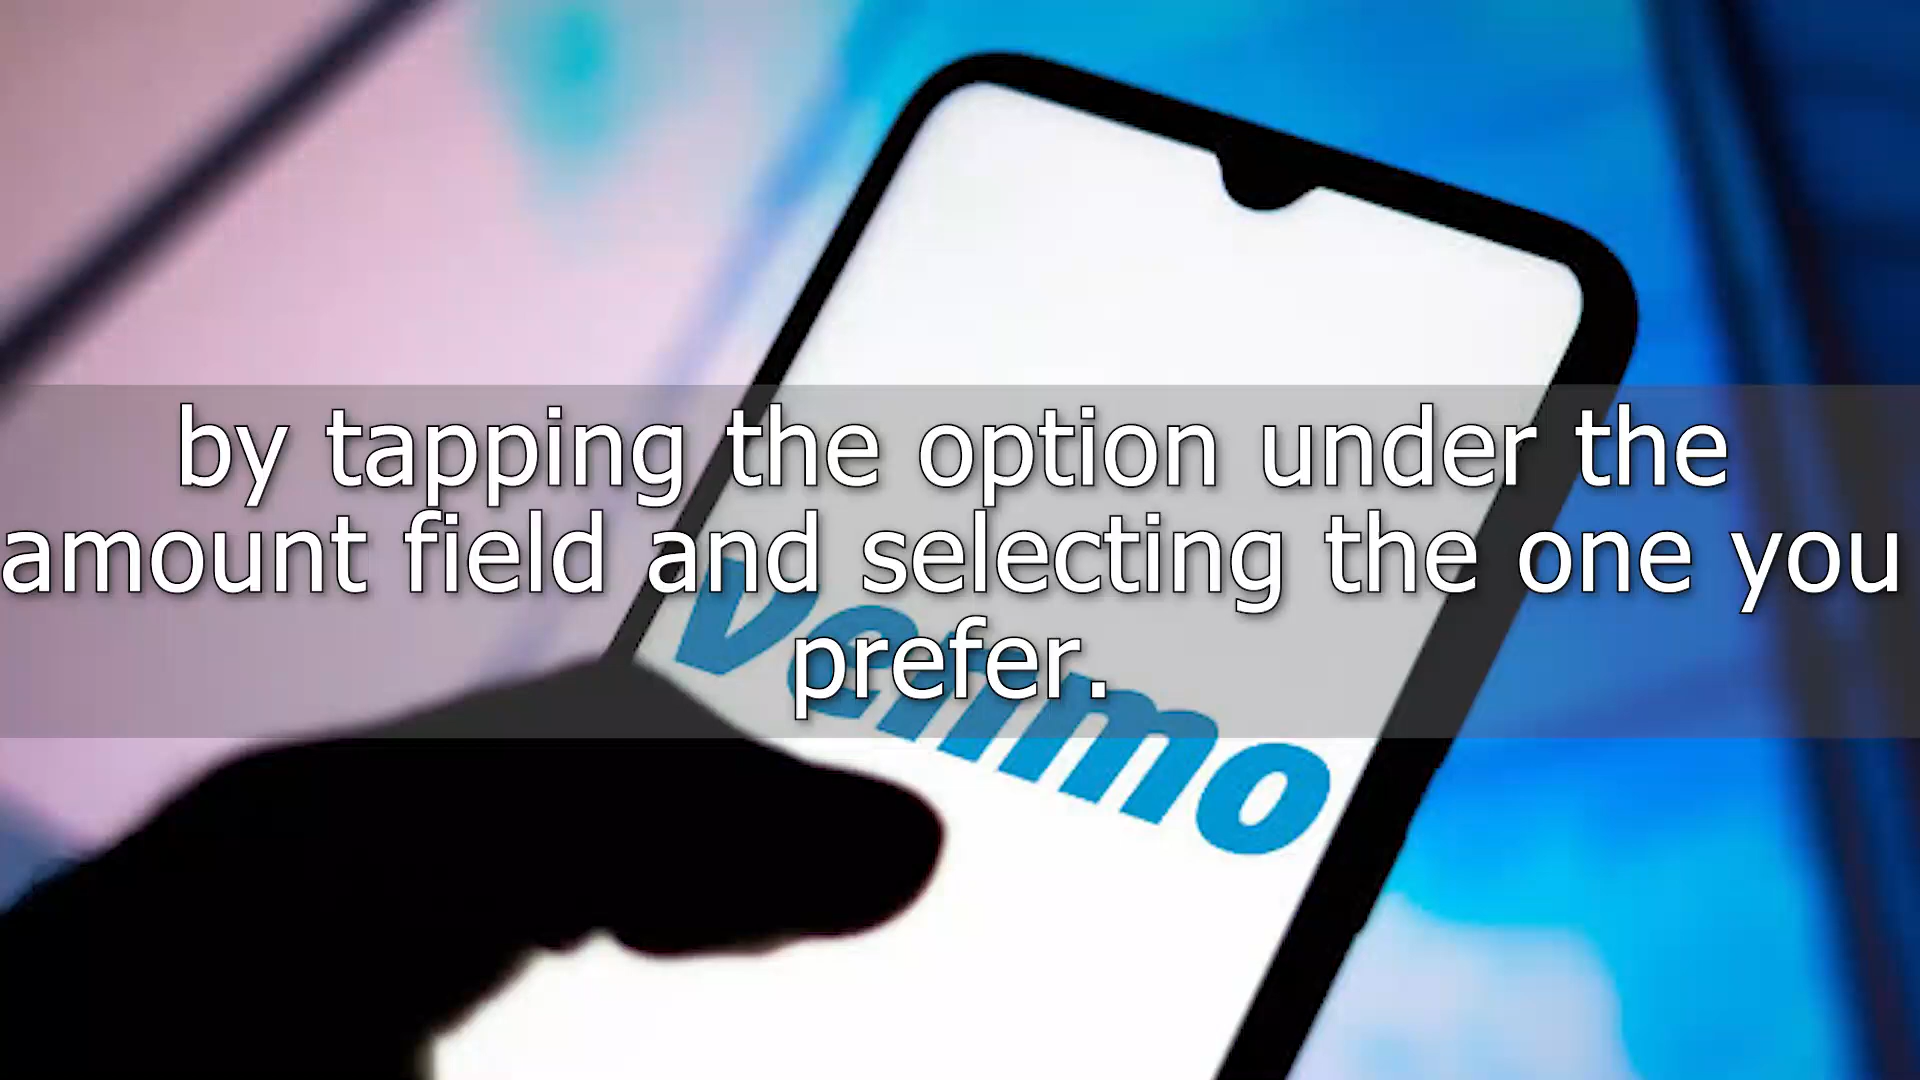 by tapping the option under the
amount field and selecting the one you
prefer.
venmo